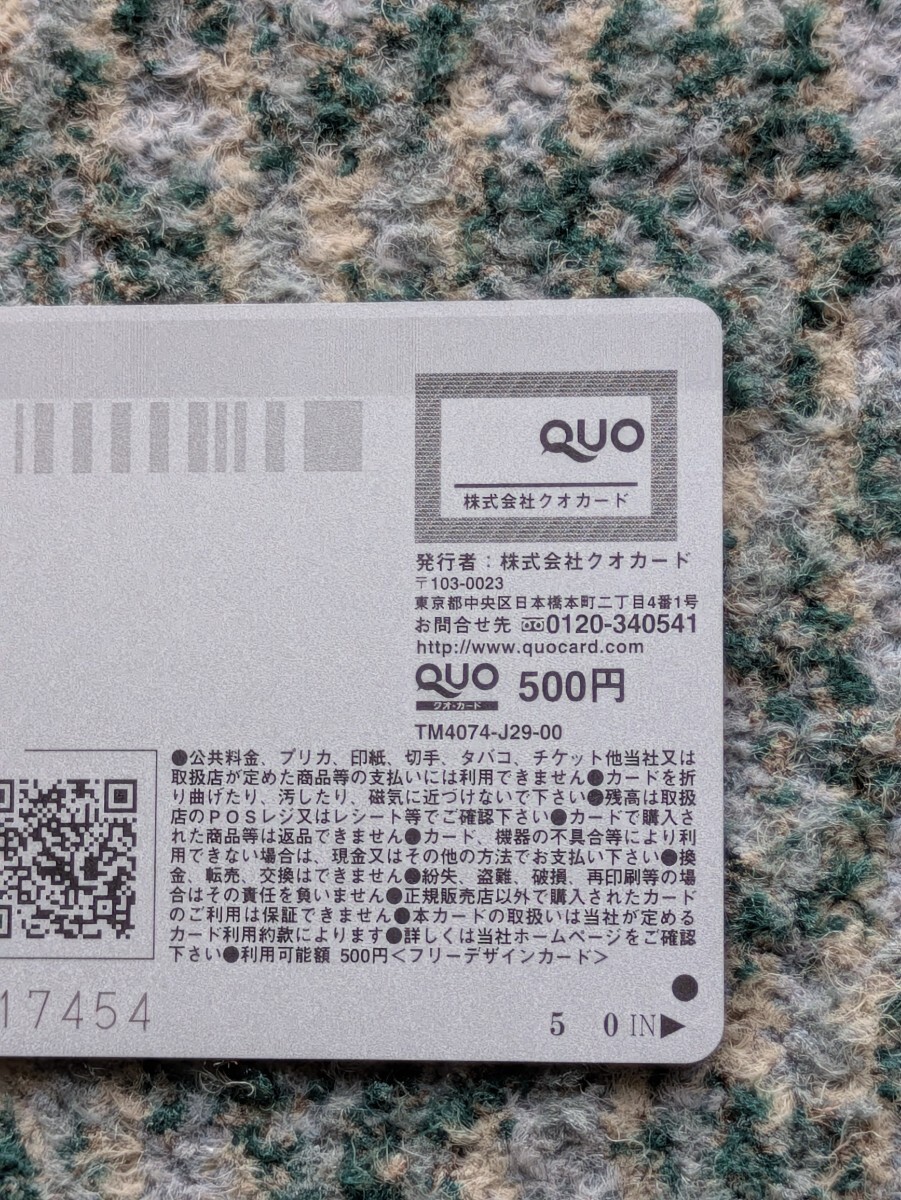 QUO
株式会社クオカード
発行者：株式会社クオカード
〒103-0023
東京都中央区日本橋本町二丁目4番1号
お問合せ先 0120-340541
http://www.quocard.com
QUO 500円
クオ・カード
TM4074-J29-00
●公共料金、プリカ、印紙、切手、タバコ、チケット他当社又は
取扱店が定めた商品等の支払いには利用できません●カードを折
り曲げたり、汚したり、磁気に近づけないで下さい●残高は取扱
店のPOSレジ又はレシート等でご確認下さい●カードで購入さ
れた商品等は返品できません●カード、機器の不具合等により利
用できない場合は、現金又はその他の方法でお支払い下さい●換
金、転売、交換はできません●紛失、盗難、破損、再印刷等の場
合はその責任を負いません●正規販売店以外で購入されたカード
のご利用は保証できません●本カードの取扱いは当社が定める
カード利用約款によります●詳しくは当社ホームページをご確認
下さい●利用可能額 500円＜フリーデザインカード＞
17454
5 0 IN▶